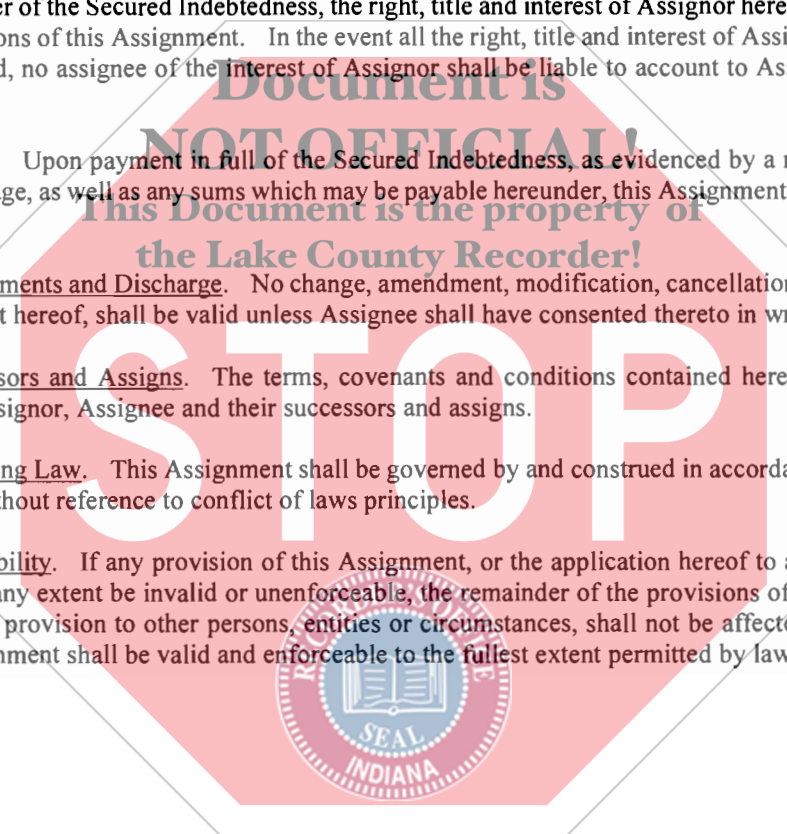 er of the Secured Indebtedness, the right, title and interest of Assignor here
ons of this Assignment. In the event all the right, title and interest of Assi
d, no assignee of the interest of Assignor shall be liable to account to As
Document is
NOT OFFICIAL!
Upon payment in full of the Secured Indebtedness, as evidenced by a
ge, as well as any sums which may be payable hereunder, this Assignment
This Document is the property of
the Lake County Recorder!
ments and Discharge. No change, amendment, modification, cancellation
t hereof, shall be valid unless Assignee shall have consented thereto in wr
STOP
sors and Assigns. The terms, covenants and conditions contained here
signor, Assignee and their successors and assigns.
ng Law. This Assignment shall be governed by and construed in accorda
thout reference to conflict of laws principles.
bility. If any provision of this Assignment, or the application hereof to a
any extent be invalid or unenforceable, the remainder of the provisions of
provision to other persons, entities or circumstances, shall not be affecte
nment shall be valid and enforceable to the fullest extent permitted by law
SEAL
INDIANA